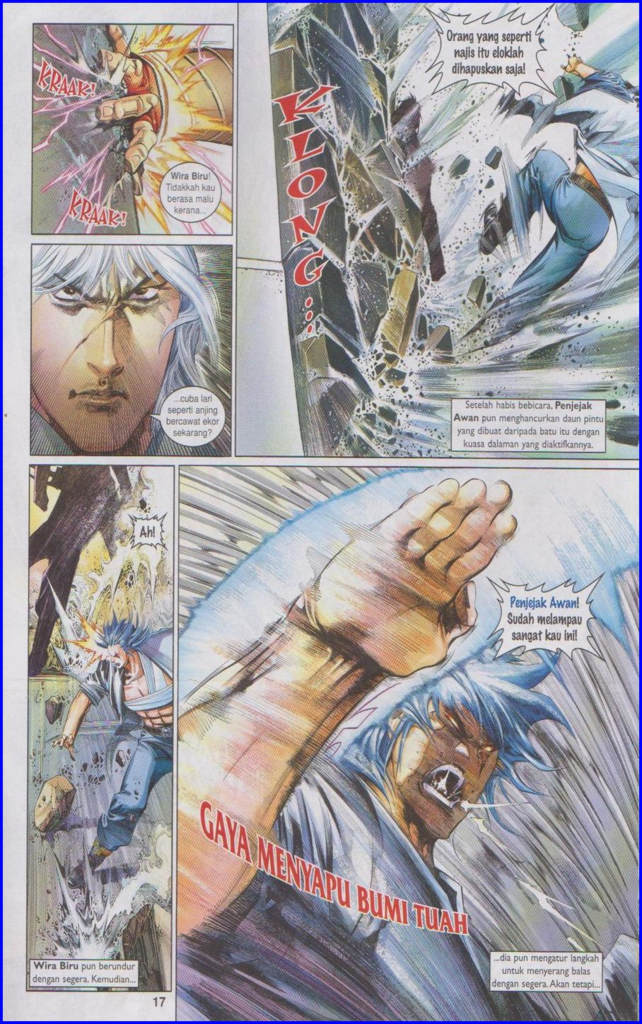 KRAAK!
KRAAK!
Wira Biru!
Tidakkah kau
berasa malu
kerana...
KLONG...
Orang yang seperti
najis itu eloklah
dihapuskan saja!
...cuba lari
seperti anjing
bercawat ekor
sekarang?
Setelah habis bebicara, Penjejak
Awan pun menghancurkan daun pintu
yang dibuat daripada batu itu dengan
kuasa dalaman yang diaktifkannya.
Ah!
Wira Biru pun berundur
dengan segera. Kemudian...
Penjejak Awan!
Sudah melampau
sangat kau ini!
GAYA MENYAPU BUMI TUAH
...dia pun mengatur langkah
untuk menyerang balas
dengan segera. Akan tetapi...
17